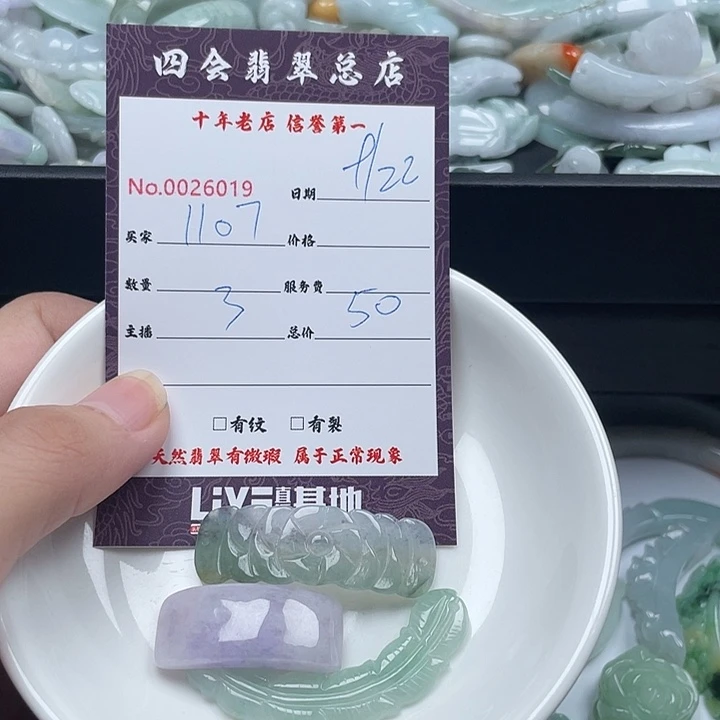 四会翡翠总店
十年老店 信誉第一
No.0026019 日期 9/22
买家 1107 价格
数量 3 服务费 50
主播 总价
□有纹 □有裂
天然翡翠有微瑕 属于正常现象
LIVE直基地